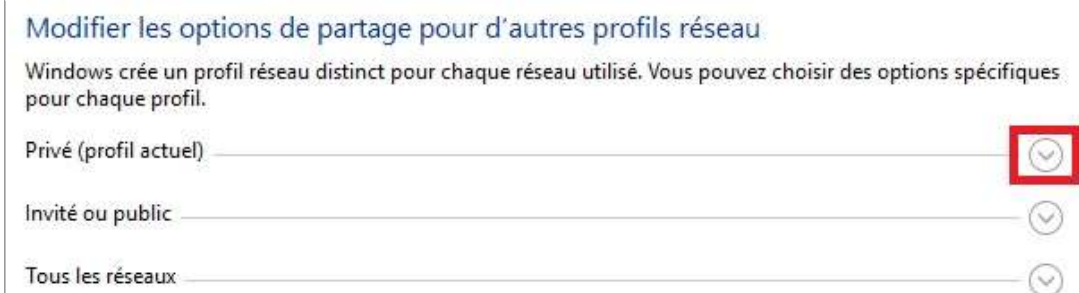 Modifier les options de partage pour d’autres profils réseau
Windows crée un profil réseau distinct pour chaque réseau utilisé. Vous pouvez choisir des options spécifiques
pour chaque profil.
Privé (profil actuel)
Invité ou public
Tous les réseaux